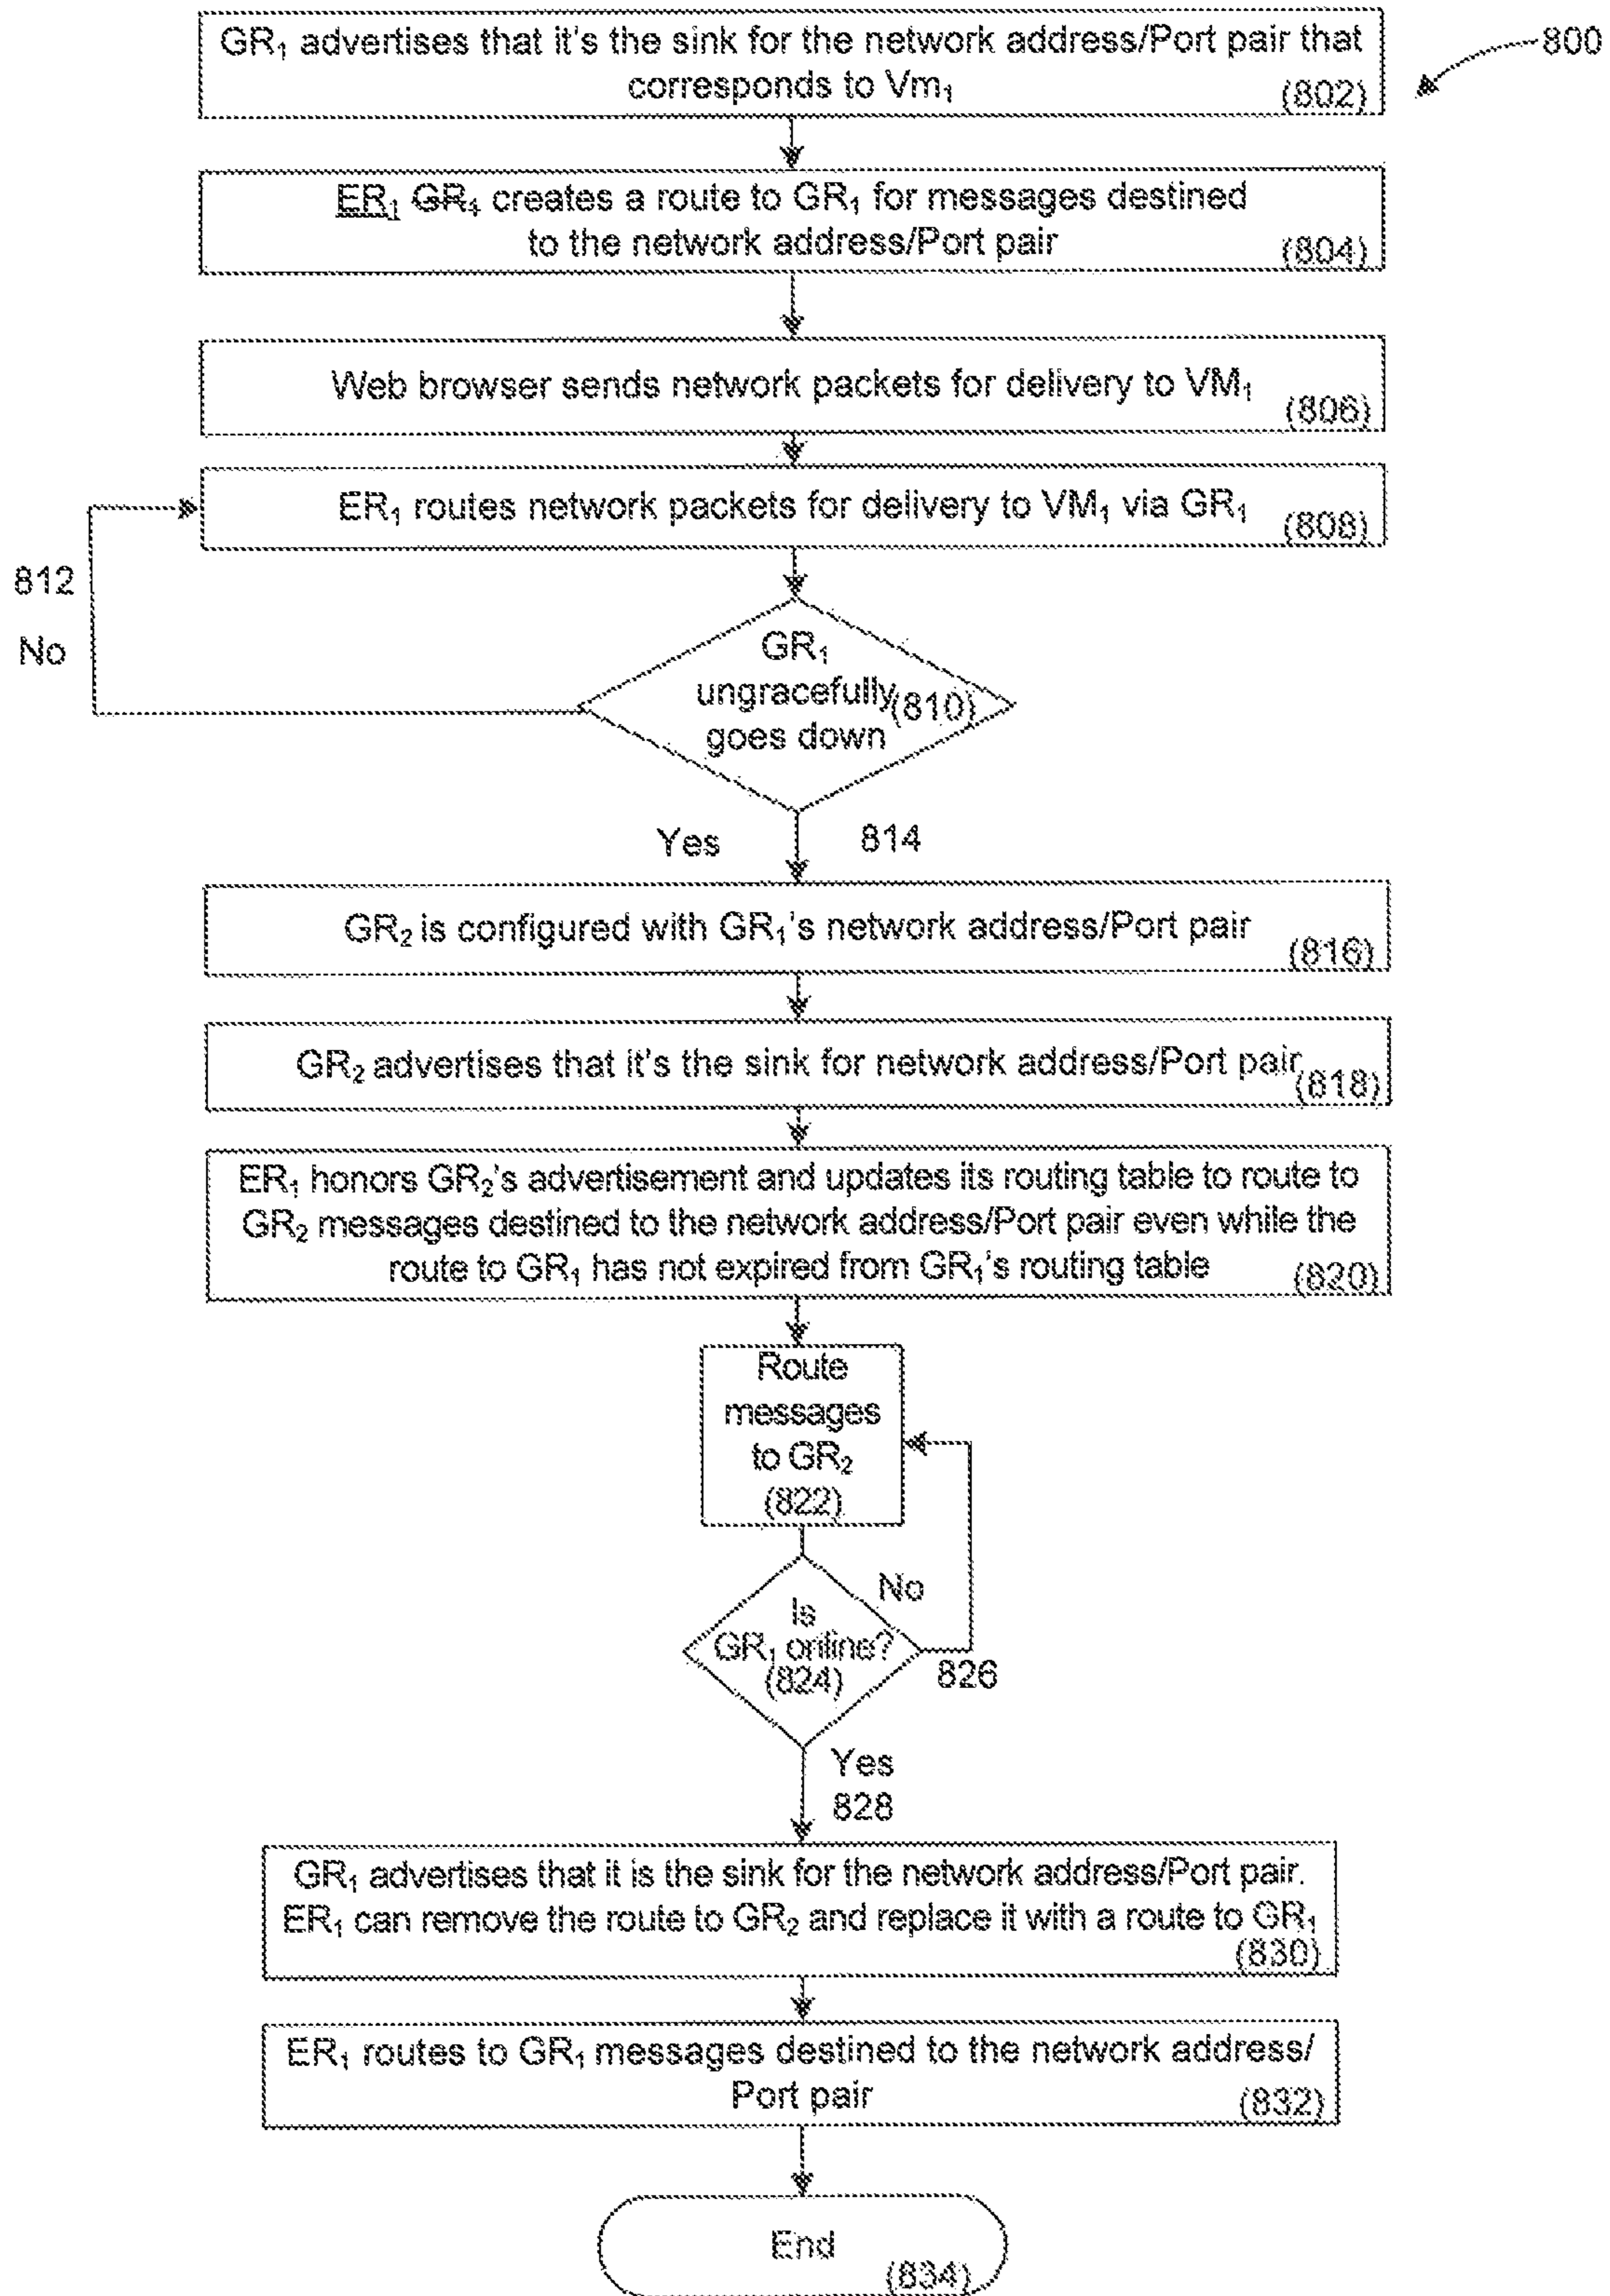 GR₁ advertises that it's the sink for the network address/Port pair that
corresponds to Vm₁
(802)
800
ER₁ GR₁ creates a route to GR₁ for messages destined
to the network address/Port pair
(804)
Web browser sends network packets for delivery to VM₁
(806)
ER₁ routes network packets for delivery to VM₁ via GR₁
(808)
812
No
GR₁
ungracefully
(810)
goes down
Yes
814
GR₂ is configured with GR₁'s network address/Port pair
(816)
GR₂ advertises that it's the sink for network address/Port pair
(818)
ER₁ honors GR₂'s advertisement and updates its routing table to route to
GR₂ messages destined to the network address/Port pair even while the
route to GR₁ has not expired from GR₁'s routing table
(820)
Route
messages
to GR₂
(822)
No
Is
GR₁ online?
(824)
826
Yes
828
GR₁ advertises that it is the sink for the network address/Port pair.
ER₁ can remove the route to GR₂ and replace it with a route to GR₁
(830)
ER₁ routes to GR₁ messages destined to the network address/
Port pair
(832)
End
(834)